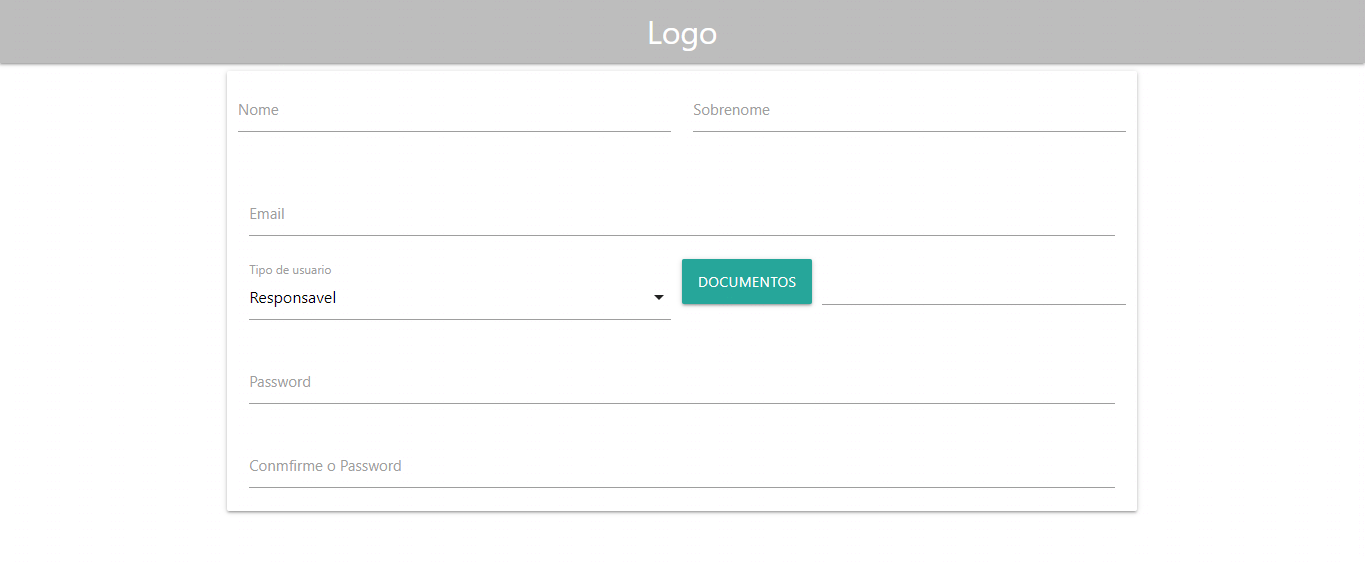 Logo
Nome
Sobrenome
Email
Tipo de usuario
Responsavel
DOCUMENTOS
Password
Conmfirme o Password